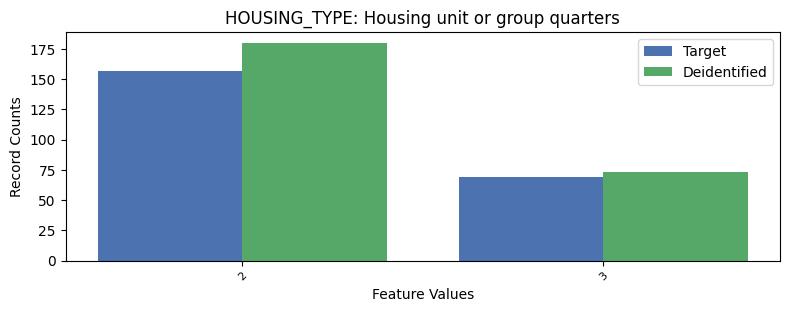 HOUSING_TYPE: Housing unit or group quarters
Target
Deidentified
Record Counts
175
150
125
100
75
50
25
0
2
3
Feature Values